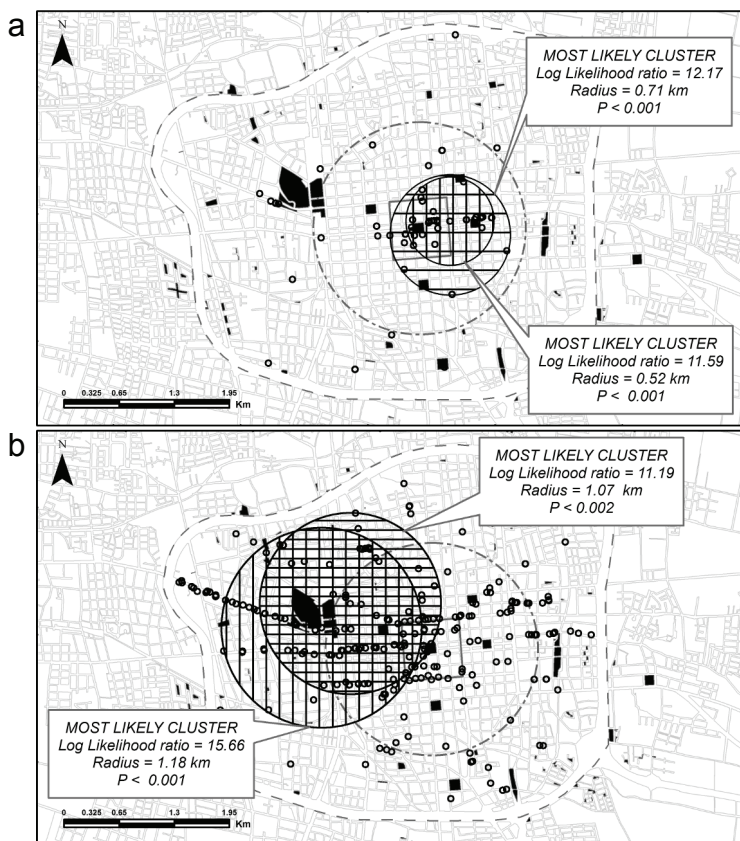 a
N
MOST LIKELY CLUSTER
Log Likelihood ratio = 12.17
Radius = 0.71 km
P < 0.001
MOST LIKELY CLUSTER
Log Likelihood ratio = 11.59
Radius = 0.52 km
P < 0.001
0 0.325 0.65 1.3 1.95
Km
b
N
MOST LIKELY CLUSTER
Log Likelihood ratio = 11.19
Radius = 1.07 km
P < 0.002
MOST LIKELY CLUSTER
Log Likelihood ratio = 15.66
Radius = 1.18 km
P < 0.001
0 0.325 0.65 1.3 1.95
Km